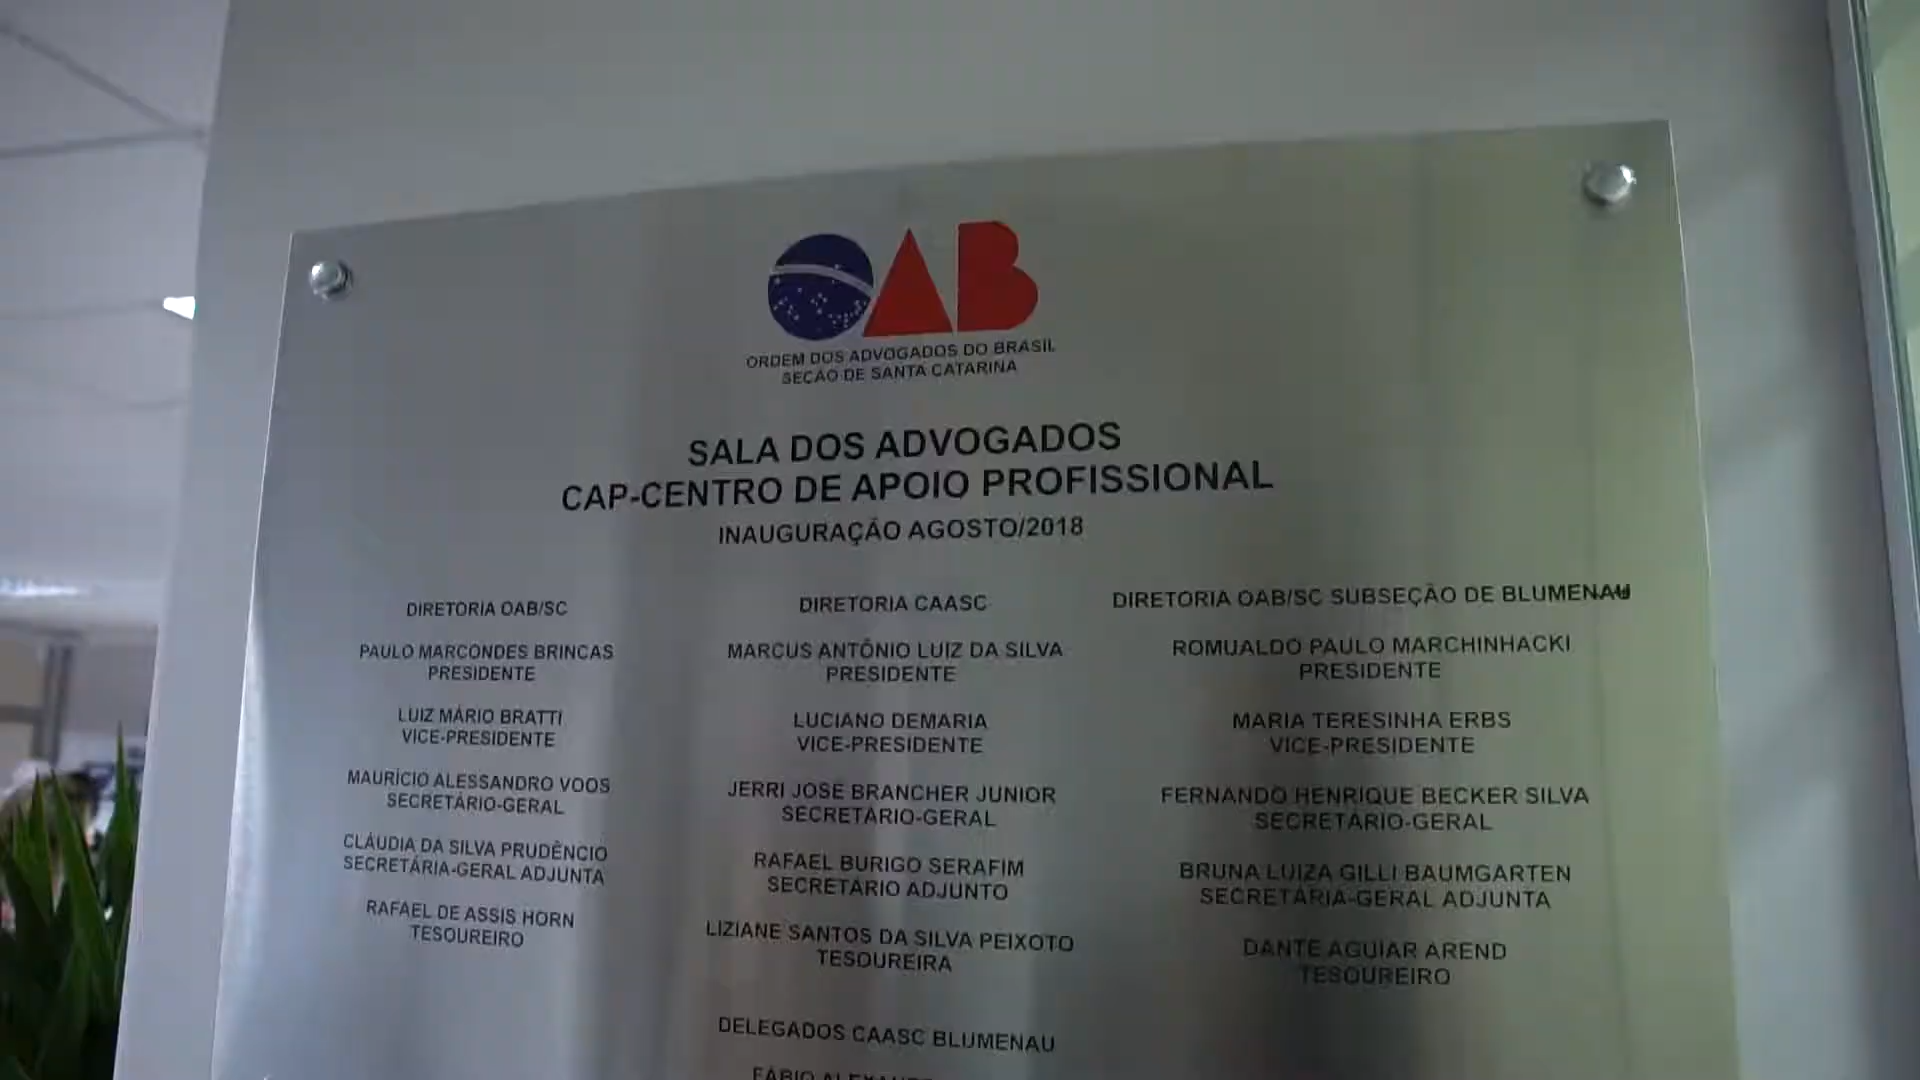 OAB
ORDEM DOS ADVOGADOS DO BRASIL
SEÇÃO DE SANTA CATARINA
SALA DOS ADVOGADOS
CAP-CENTRO DE APOIO PROFISSIONAL
INAUGURAÇÃO AGOSTO/2018
DIRETORIA OAB/SC
PAULO MARCONDES BRINCAS
PRESIDENTE
LUIZ MÁRIO BRATTI
VICE-PRESIDENTE
MAURÍCIO ALESSANDRO VOOS
SECRETÁRIO-GERAL
CLÁUDIA DA SILVA PRUDÊNCIO
SECRETÁRIA-GERAL ADJUNTA
RAFAEL DE ASSIS HORN
TESOUREIRO
DIRETORIA CAASC
MARCUS ANTÔNIO LUIZ DA SILVA
PRESIDENTE
LUCIANO DEMARIA
VICE-PRESIDENTE
JERRI JOSÉ BRANCHER JUNIOR
SECRETÁRIO-GERAL
RAFAEL BURIGO SERAFIM
SECRETÁRIO ADJUNTO
LIZIANE SANTOS DA SILVA PEIXOTO
TESOUREIRA
DIRETORIA OAB/SC SUBSEÇÃO DE BLUMENAU
ROMUALDO PAULO MARCHINHACKI
PRESIDENTE
MARIA TERESINHA ERBS
VICE-PRESIDENTE
FERNANDO HENRIQUE BECKER SILVA
SECRETÁRIO-GERAL
BRUNA LUIZA GILLI BAUMGARTEN
SECRETÁRIA-GERAL ADJUNTA
DANTE AGUIAR AREND
TESOUREIRO
DELEGADOS CAASC BLUMENAU
FÁBIO